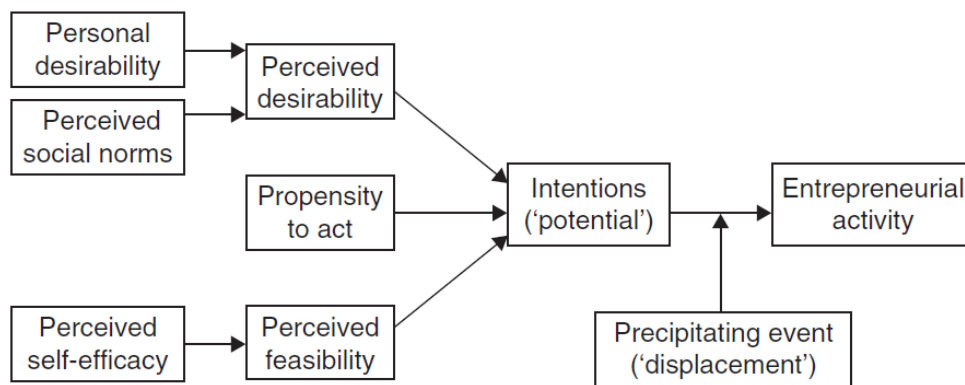 Personal
desirability
Perceived
social norms
Perceived
desirability
Propensity
to act
Perceived
self-efficacy
Perceived
feasibility
Intentions
(‘potential’)
Entrepreneurial
activity
Precipitating event
(‘displacement’)